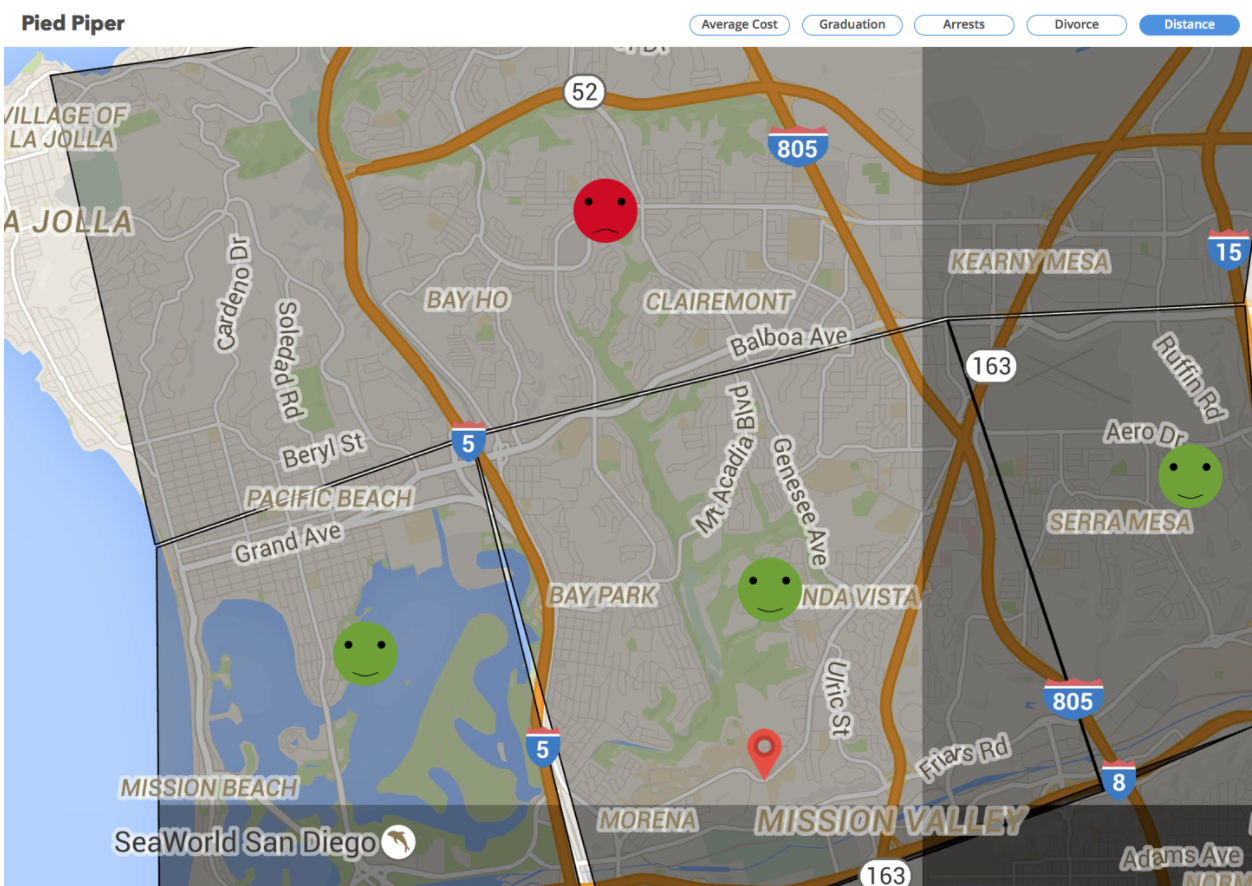 Pied Piper
Average Cost
Graduation
Arrests
Divorce
Distance
52
VILLAGE OF
LA JOLLA
805
A JOLLA
Cardeno Dr
KEARNY MESA
15
BAY HO
CLAIREMONT
Soledad Rd
Balboa Ave
163
Ruffin Rd
Mt Acadia Blvd
Genesee Ave
Aero Dr
5
Beryl St
PACIFIC BEACH
SERRA MESA
Grand Ave
BAY PARK
NDA VISTA
Ulric St
805
5
Friars Rd
8
MISSION BEACH
MORENA
MISSION VALLEY
SeaWorld San Diego
Adams Ave
163